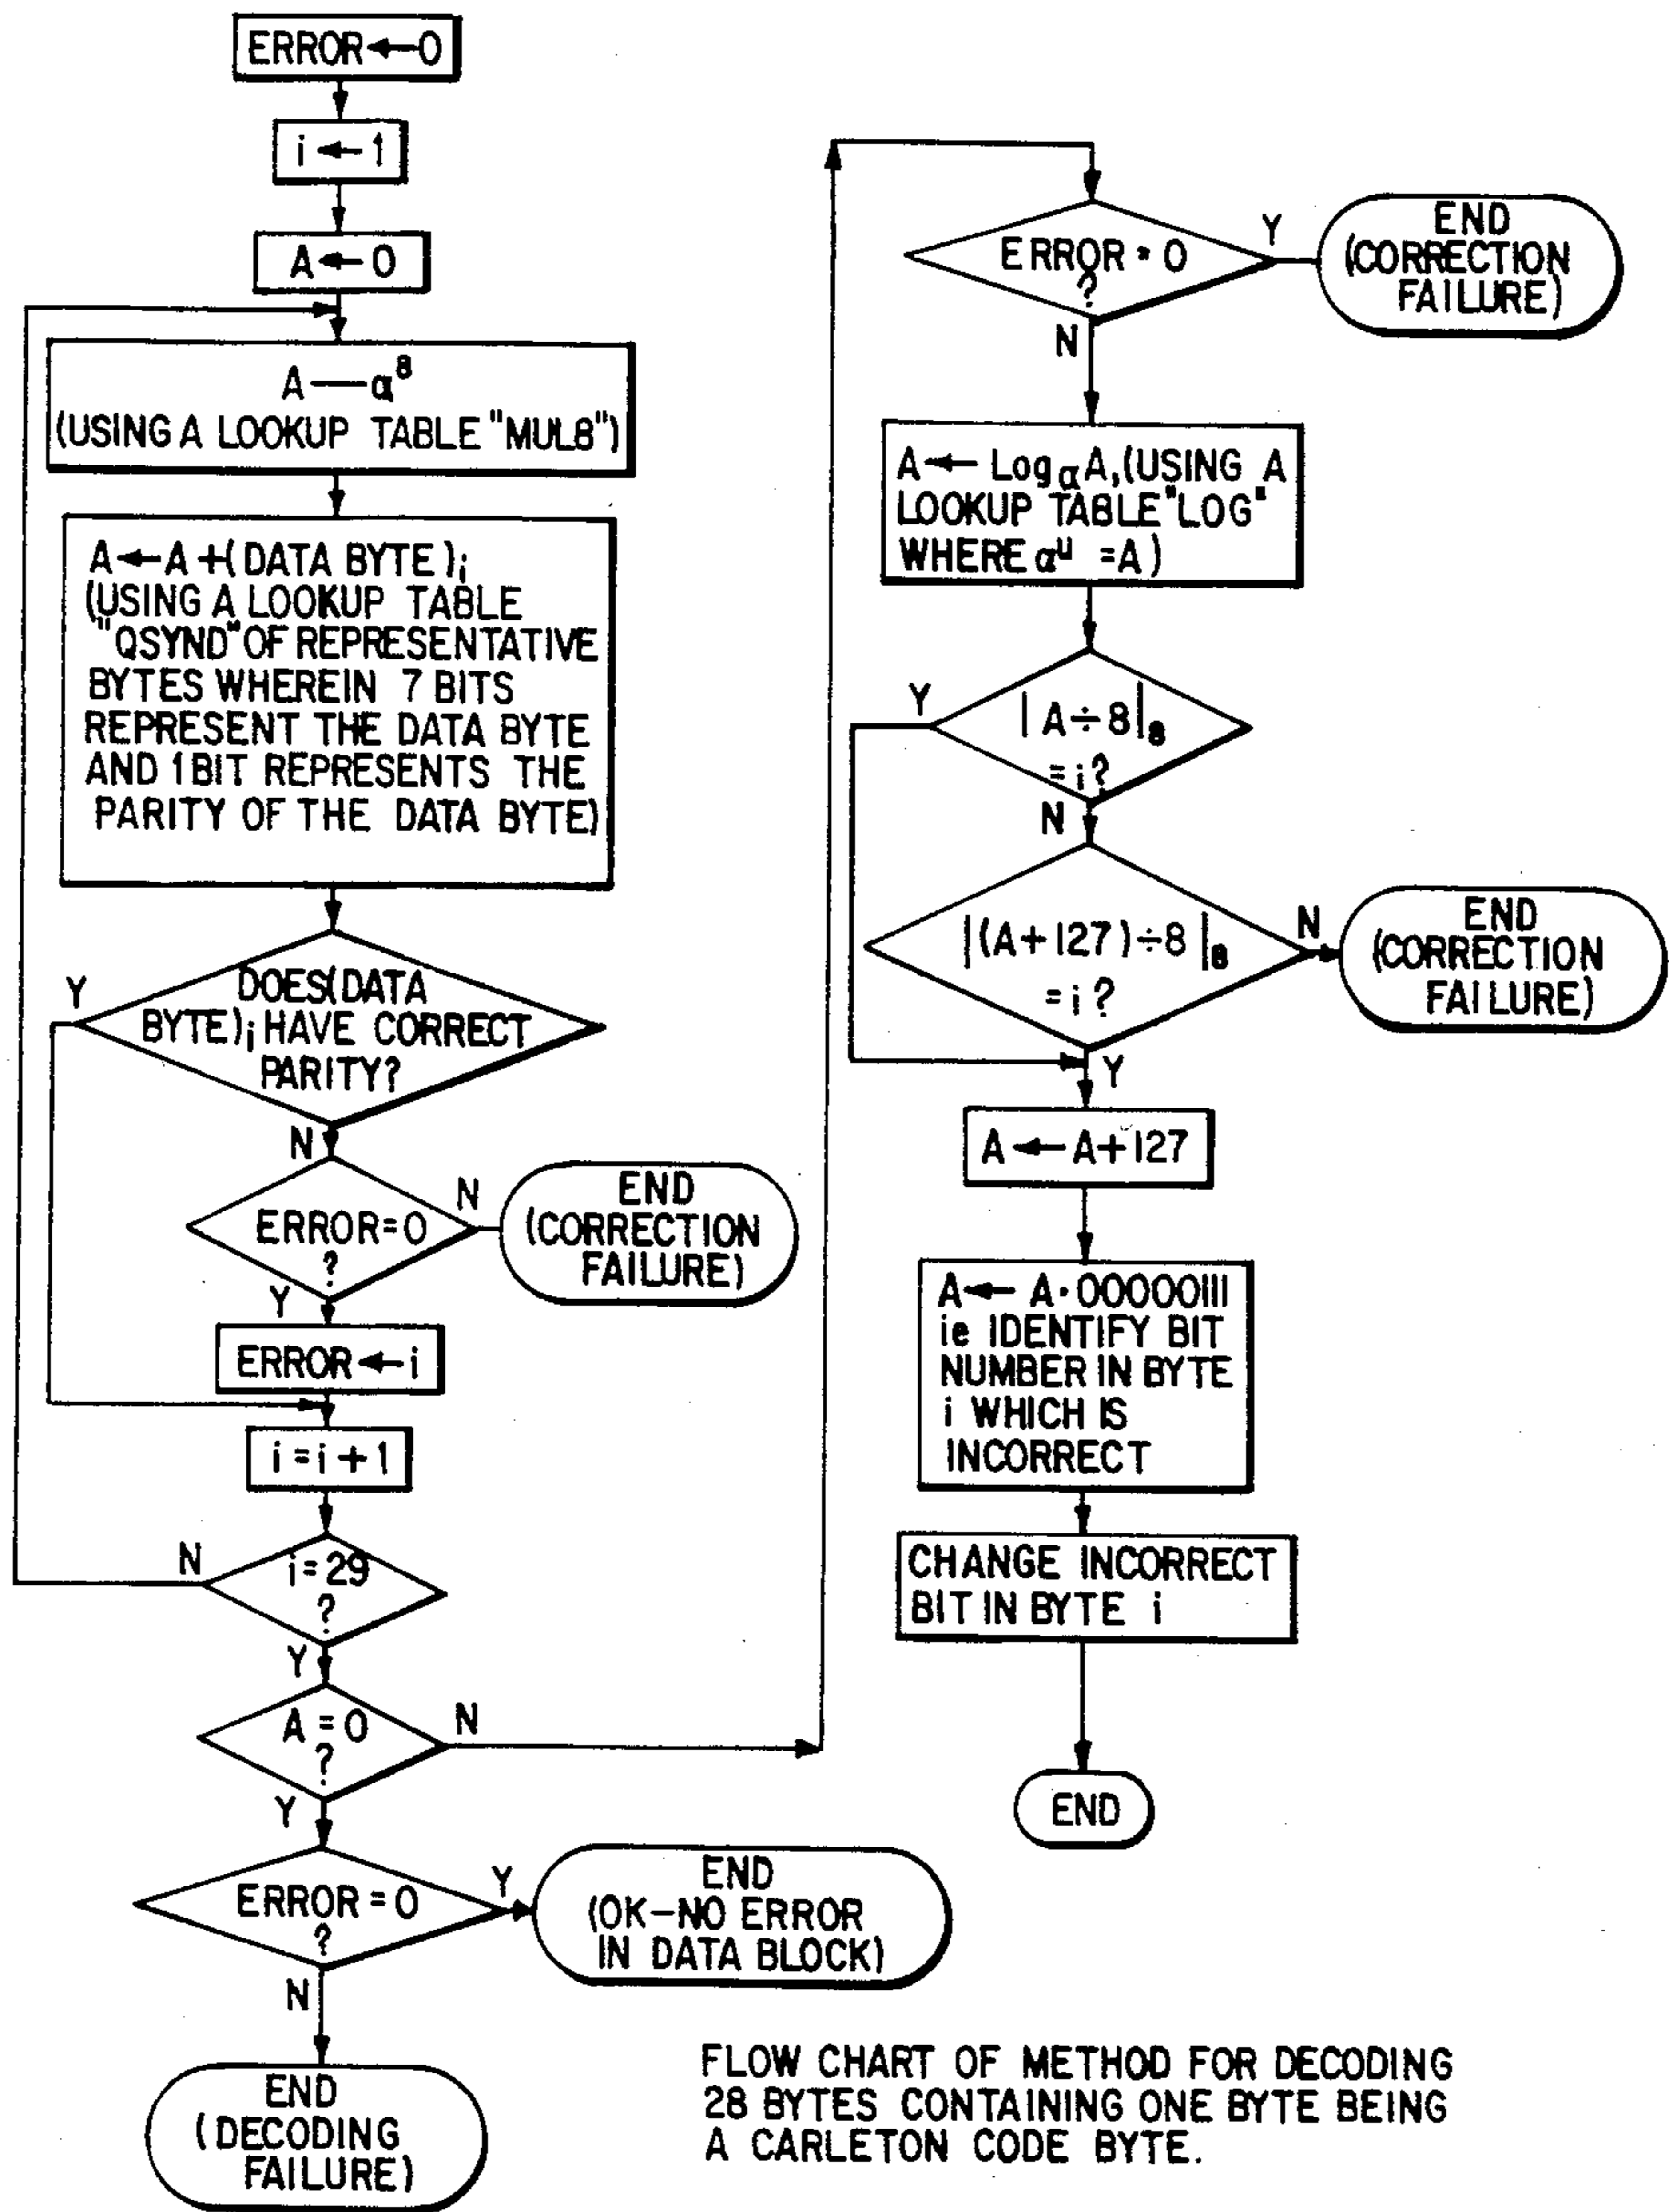 ERROR←0
i←1
A←0
A—α⁸
(USING A LOOKUP TABLE "MUL8")
A←A+(DATA BYTE)ᵢ
(USING A LOOKUP TABLE
"QSYND" OF REPRESENTATIVE
BYTES WHEREIN 7 BITS
REPRESENT THE DATA BYTE
AND 1 BIT REPRESENTS THE
PARITY OF THE DATA BYTE)
Y
DOES(DATA
BYTE)ᵢ HAVE CORRECT
PARITY?
N
ERROR=0
?
N
END
(CORRECTION
FAILURE)
Y
ERROR←i
i=i+1
N
i=29
?
Y
A=0
?
N
Y
ERROR=0
?
Y
END
(OK-NO ERROR
IN DATA BLOCK)
N
END
(DECODING
FAILURE)
ERROR=0
?
Y
END
(CORRECTION
FAILURE)
N
A←Log α A,(USING A
LOOKUP TABLE "LOG"
WHERE αᵘ =A)
Y
|A÷8|₈
=i?
N
|(A+127)÷8|₈
=i?
N
END
(CORRECTION
FAILURE)
Y
A←A+127
A←A·00000111
ie IDENTIFY BIT
NUMBER IN BYTE
i WHICH IS
INCORRECT
CHANGE INCORRECT
BIT IN BYTE i
END
FLOW CHART OF METHOD FOR DECODING
28 BYTES CONTAINING ONE BYTE BEING
A CARLETON CODE BYTE.